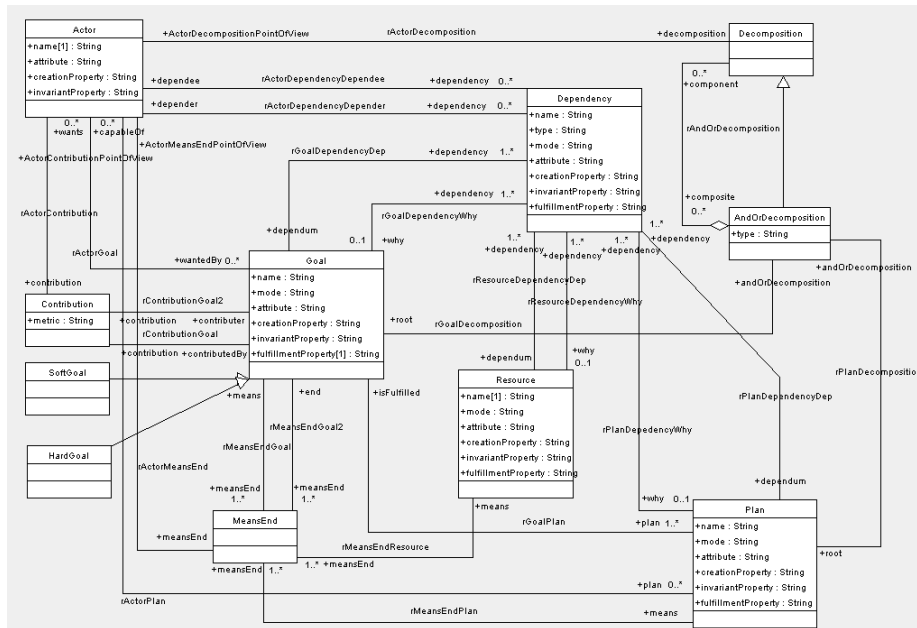 Actor
+name[1] : String
+attribute : String
+creationProperty : String
+invariantProperty : String
+ActorDecompositionPointOfView
rActorDecomposition
+decomposition
Decomposition
0..*
+component
rAndOrDecomposition
+composite
0..*
AndOrDecomposition
+type : String
+dependee
rActorDependencyDependee
+dependency 0..*
+depender
rActorDependencyDepender
+dependency 0..*
Dependency
+name : String
+type : String
+mode : String
+attribute : String
+creationProperty : String
+invariantProperty : String
+fulfillmentProperty : String
0..*
0..*
+wants
+capableOf
+ActorMeansEndPointOfView
+ActorContributionPointOfView
rGoalDependencyDep
+dependency 1..*
+dependency 1..*
rGoalDependencyWhy
rActorContribution
+dependum
0..1
+why
1..*
+dependency
1..*
+dependency
1..*
1..*
+dependency
rActorGoal
+wantedBy 0..*
Goal
+name : String
+mode : String
+attribute : String
+creationProperty : String
+invariantProperty : String
+fulfillmentProperty[1] : String
rResourceDependencyDep
rResourceDependencyWhy
+andOrDecomposition
+andOrDecomposition
+contribution
Contribution
+metric : String
rContributionGoal2
+contribution
+contributer
rContributionGoal
+contribution
+contributedBy
+root
rGoalDecomposition
SoftGoal
HardGoal
+means
+end
+isFulfilled
+dependum
+why
0..1
Resource
+name[1] : String
+mode : String
+attribute : String
+creationProperty : String
+invariantProperty : String
+fulfillmentProperty : String
rPlanDecompositio
rPlanDependencyDep
rPlanDepedencyWhy
rMeansEndGoal2
rMeansEndGoal
rActorMeansEnd
+meansEnd
1..*
+meansEnd
1..*
+means
+dependum
+why 0..1
MeansEnd
+meansEnd
rMeansEndResource
+meansEnd 1..*
1..* +meansEnd
rGoalPlan
+plan 1..*
Plan
+name : String
+mode : String
+attribute : String
+creationProperty : String
+invariantProperty : String
+fulfillmentProperty : String
+root
rActorPlan
+plan 0..*
rMeansEndPlan
+means